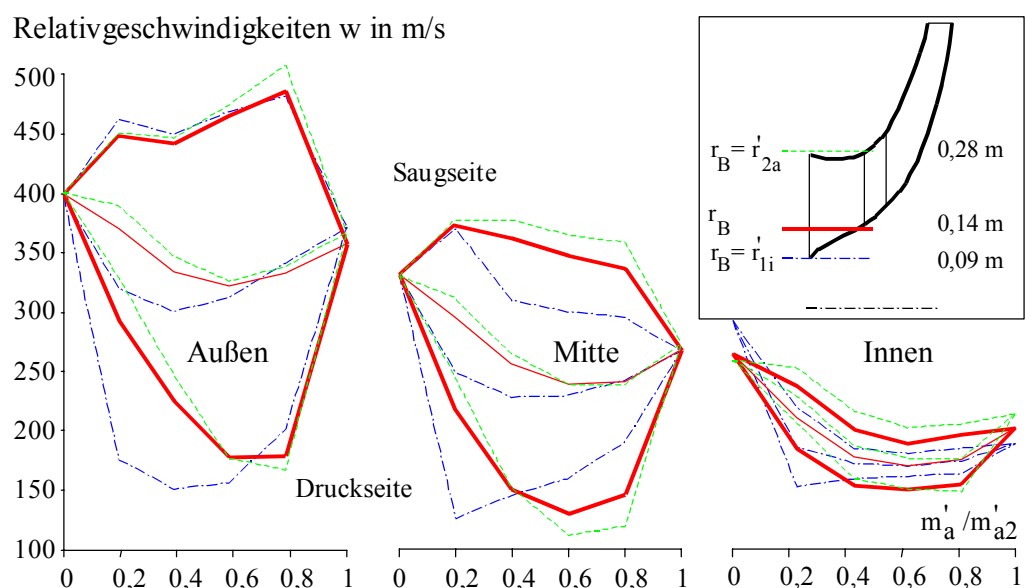 Relativgeschwindigkeiten w in m/s
500
450
400
350
300
250
200
150
100
Saugseite
Druckseite
Außen
Mitte
Innen
r_B = r'_2a
0,28 m
r_B
0,14 m
r_B = r'_1i
0,09 m
m'_a /m'_a2
0 0,2 0,4 0,6 0,8 1
0 0,2 0,4 0,6 0,8 1
0 0,2 0,4 0,6 0,8 1